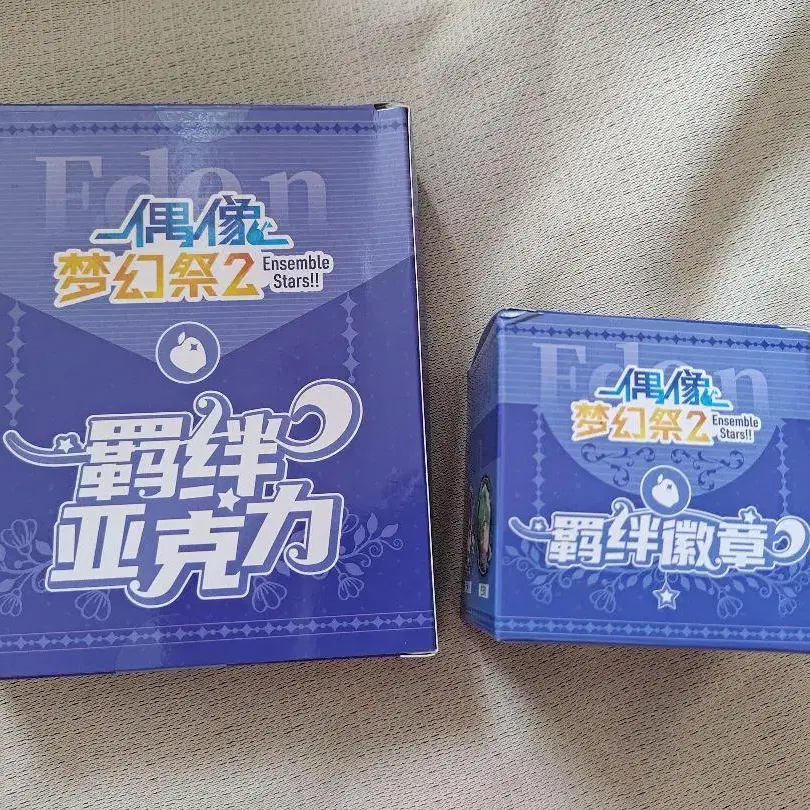 Eden
偶像
梦幻祭2
Ensemble
Stars!!
羁绊
亚克力
Eden
偶像
梦幻祭2
Ensemble
Stars!!
羁绊徽章